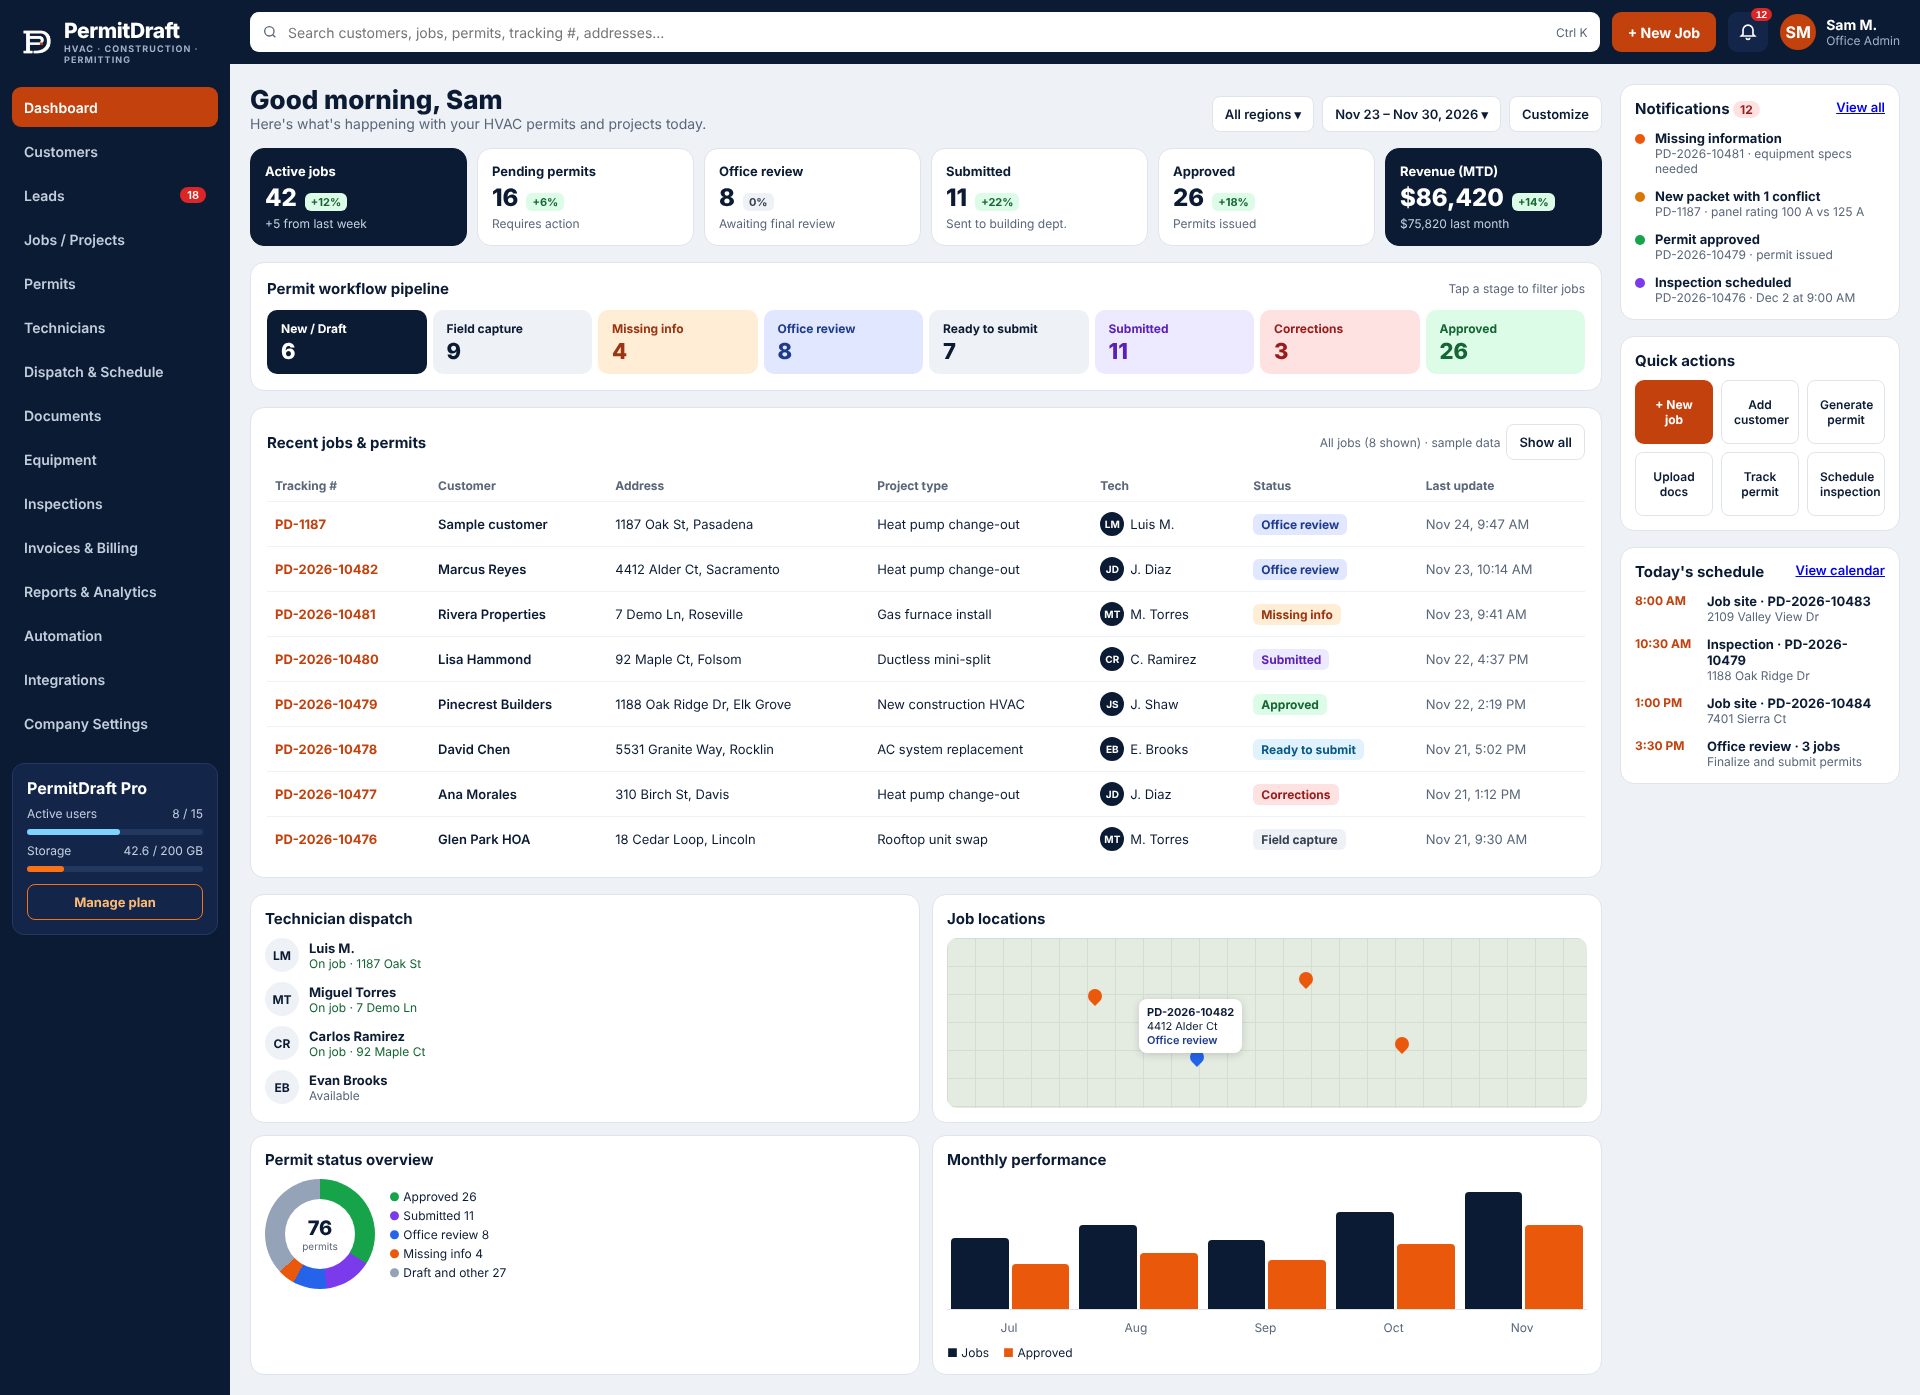 PermitDraft
HVAC · CONSTRUCTION ·
PERMITTING
Search customers, jobs, permits, tracking #, addresses...
Ctrl K
+ New Job
12
SM
Sam M.
Office Admin
Dashboard
Customers
Leads
18
Jobs / Projects
Permits
Technicians
Dispatch & Schedule
Documents
Equipment
Inspections
Invoices & Billing
Reports & Analytics
Automation
Integrations
Company Settings
PermitDraft Pro
Active users 8 / 15
Storage 42.6 / 200 GB
Manage plan
Good morning, Sam
Here's what's happening with your HVAC permits and projects today.
All regions ▾
Nov 23 – Nov 30, 2026 ▾
Customize
Active jobs
42 +12%
+5 from last week
Pending permits
16 +6%
Requires action
Office review
8 0%
Awaiting final review
Submitted
11 +22%
Sent to building dept.
Approved
26 +18%
Permits issued
Revenue (MTD)
$86,420 +14%
$75,820 last month
Permit workflow pipeline
Tap a stage to filter jobs
New / Draft
6
Field capture
9
Missing info
4
Office review
8
Ready to submit
7
Submitted
11
Corrections
3
Approved
26
Recent jobs & permits
All jobs (8 shown) · sample data
Show all
Tracking # Customer Address Project type Tech Status Last update
PD-1187 Sample customer 1187 Oak St, Pasadena Heat pump change-out LM Luis M. Office review Nov 24, 9:47 AM
PD-2026-10482 Marcus Reyes 4412 Alder Ct, Sacramento Heat pump change-out JD J. Diaz Office review Nov 23, 10:14 AM
PD-2026-10481 Rivera Properties 7 Demo Ln, Roseville Gas furnace install MT M. Torres Missing info Nov 23, 9:41 AM
PD-2026-10480 Lisa Hammond 92 Maple Ct, Folsom Ductless mini-split CR C. Ramirez Submitted Nov 22, 4:37 PM
PD-2026-10479 Pinecrest Builders 1188 Oak Ridge Dr, Elk Grove New construction HVAC JS J. Shaw Approved Nov 22, 2:19 PM
PD-2026-10478 David Chen 5531 Granite Way, Rocklin AC system replacement EB E. Brooks Ready to submit Nov 21, 5:02 PM
PD-2026-10477 Ana Morales 310 Birch St, Davis Heat pump change-out JD J. Diaz Corrections Nov 21, 1:12 PM
PD-2026-10476 Glen Park HOA 18 Cedar Loop, Lincoln Rooftop unit swap MT M. Torres Field capture Nov 21, 9:30 AM
Technician dispatch
LM
Luis M.
On job · 1187 Oak St
MT
Miguel Torres
On job · 7 Demo Ln
CR
Carlos Ramirez
On job · 92 Maple Ct
EB
Evan Brooks
Available
Job locations
PD-2026-10482
4412 Alder Ct
Office review
Permit status overview
76
permits
Approved 26
Submitted 11
Office review 8
Missing info 4
Draft and other 27
Monthly performance
Jul Aug Sep Oct Nov
Jobs Approved
Notifications 12
View all
Missing information
PD-2026-10481 · equipment specs
needed
New packet with 1 conflict
PD-1187 · panel rating 100 A vs 125 A
Permit approved
PD-2026-10479 · permit issued
Inspection scheduled
PD-2026-10476 · Dec 2 at 9:00 AM
Quick actions
+ New
job
Add
customer
Generate
permit
Upload
docs
Track
permit
Schedule
inspection
Today's schedule
View calendar
8:00 AM Job site · PD-2026-10483
2109 Valley View Dr
10:30 AM Inspection · PD-2026-
10479
1188 Oak Ridge Dr
1:00 PM Job site · PD-2026-10484
7401 Sierra Ct
3:30 PM Office review · 3 jobs
Finalize and submit permits